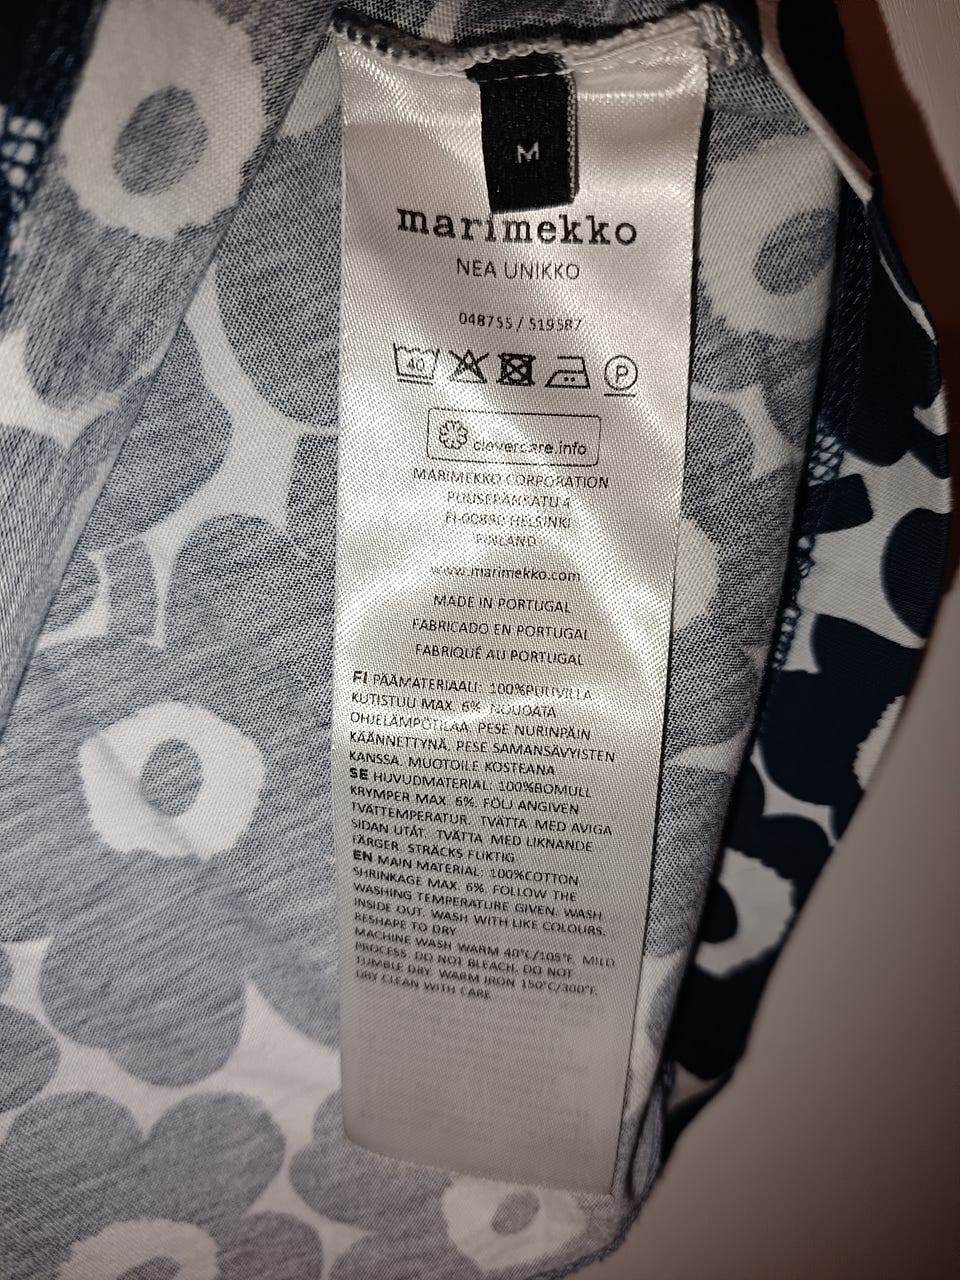 M
marimekko
NEA UNIKKO
048755 / 519587
40 P
clevercare.info
MARIMEKKO CORPORATION
PUUSEPÄNKATU 4
FI-00880 HELSINKI
FINLAND
www.marimekko.com
MADE IN PORTUGAL
FABRICADO EN PORTUGAL
FABRIQUÉ AU PORTUGAL
FI PÄÄMATERIAALI: 100%PUUVILLA
KUTISTUU MAX. 6%. NOUDATA
OHJELÄMPÖTILAA. PESE NURINPÄIN
KÄÄNNETTYNÄ. PESE SAMANSÄVYISTEN
KANSSA. MUOTOILE KOSTEANA
SE HUVUDMATERIAL: 100%BOMULL
KRYMPER MAX. 6%. FÖLJ ANGIVEN
TVÄTTEMPERATUR. TVÄTTA MED AVIGA
SIDAN UTÅT. TVÄTTA MED LIKNANDE
FÄRGER. STRÄCKS FUKTIG
EN MAIN MATERIAL: 100%COTTON
SHRINKAGE MAX. 6%. FOLLOW THE
WASHING TEMPERATURE GIVEN. WASH
INSIDE OUT. WASH WITH LIKE COLOURS.
RESHAPE TO DRY
MACHINE WASH WARM 40°C/105°F. MILD
PROCESS. DO NOT BLEACH. DO NOT
TUMBLE DRY. WARM IRON 150°C/300°F.
DRY CLEAN WITH CARE